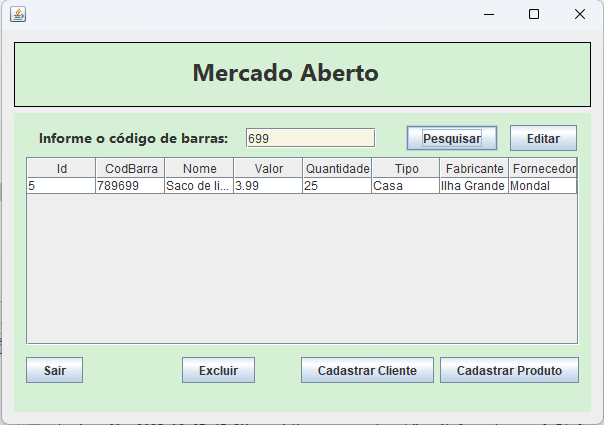 Mercado Aberto
Informe o código de barras: 699 Pesquisar Editar
Id CodBarra Nome Valor Quantidade Tipo Fabricante Fornecedor
5 789699 Saco de li... 3.99 25 Casa Ilha Grande Mondal
Sair Excluir Cadastrar Cliente Cadastrar Produto